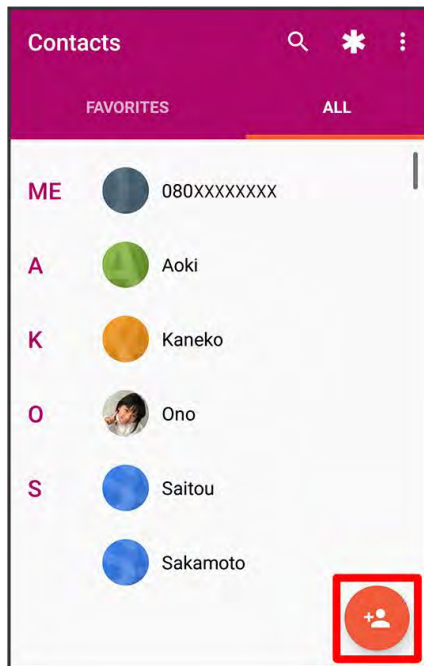 Contacts
FAVORITES ALL
ME 080XXXXXXXX
A Aoki
K Kaneko
O Ono
S Saitou
Sakamoto